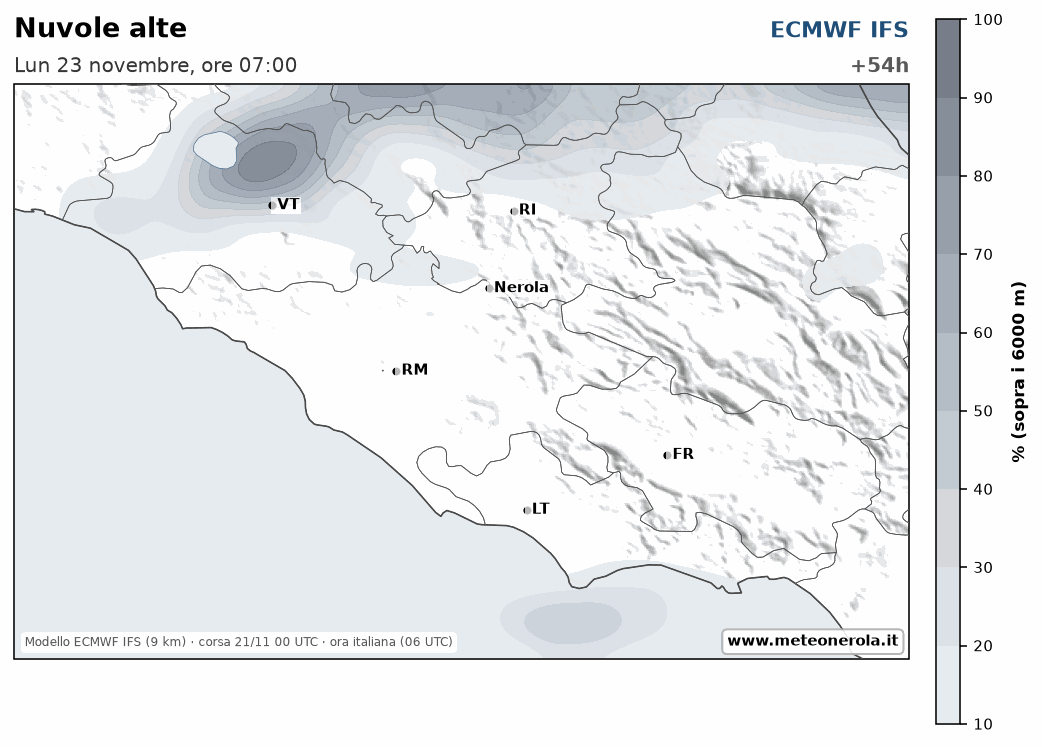 Nuvole alte
ECMWF IFS
Lun 23 novembre, ore 07:00
+54h
VT
RI
Nerola
RM
FR
LT
Modello ECMWF IFS (9 km) · corsa 21/11 00 UTC · ora italiana (06 UTC)
www.meteonerola.it
100
90
80
70
60
50
40
30
20
10
% (sopra i 6000 m)